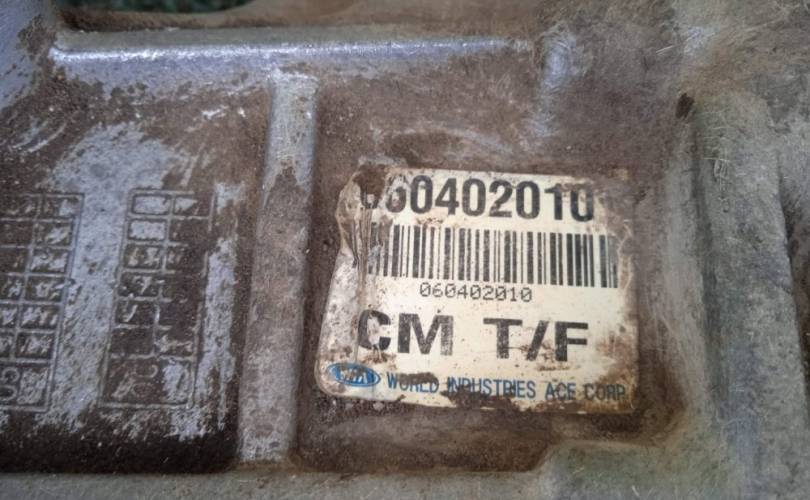 060402010
060402010
CM T/F
WORLD INDUSTRIES ACE CORP